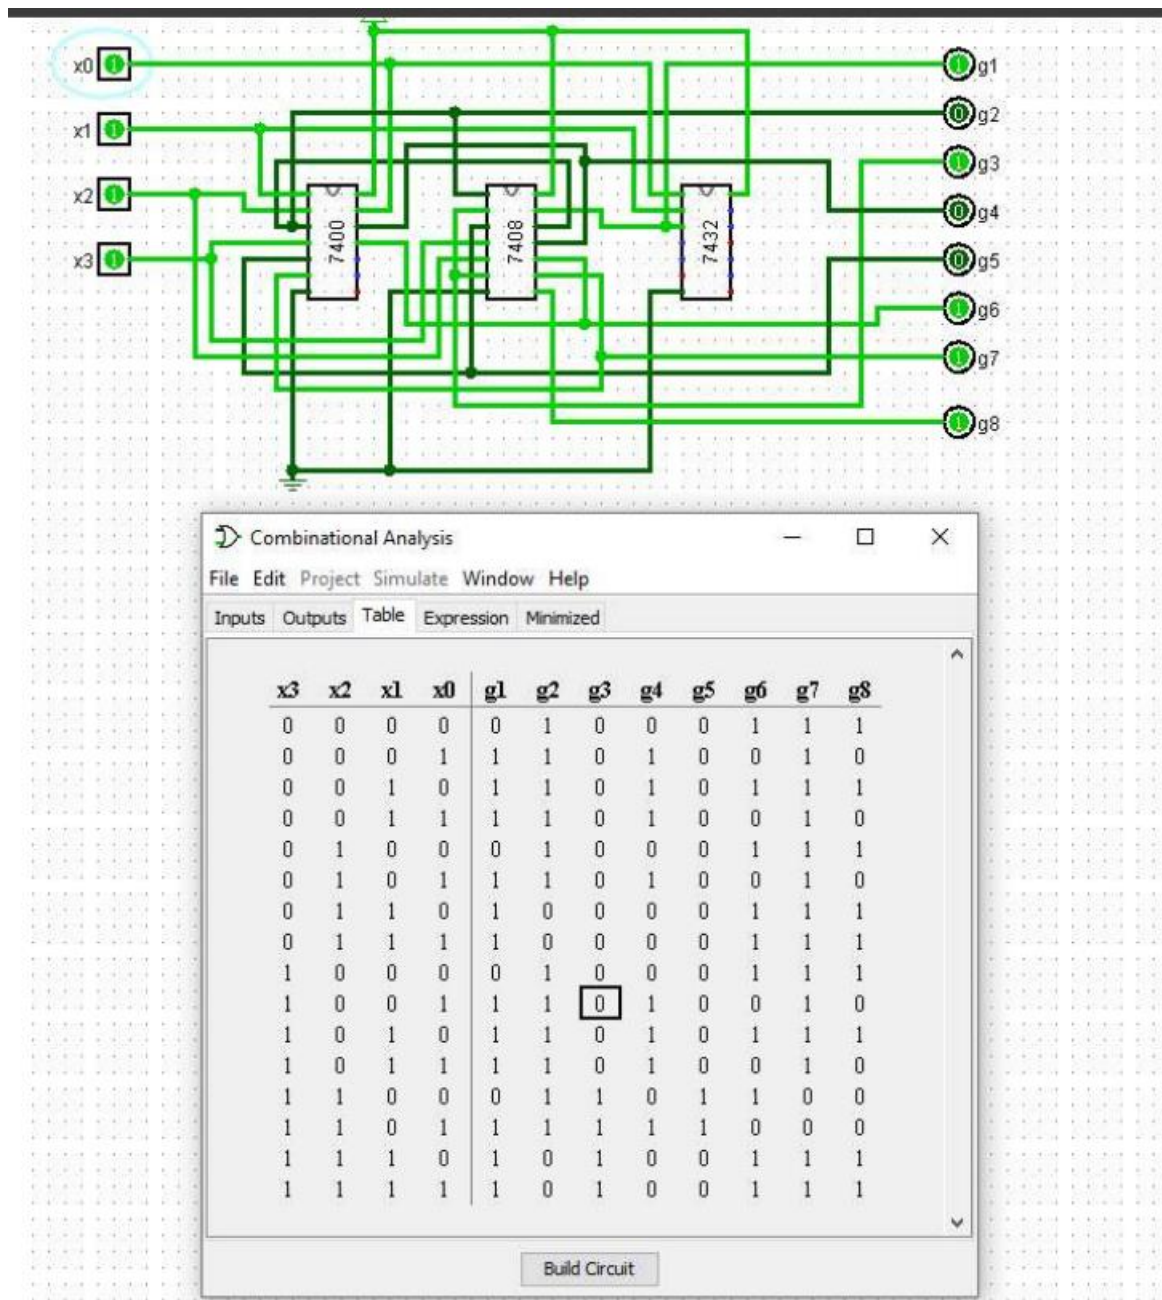 x0 1 1 g1
x1 1 0 g2
1 g3
x2 1 0 g4
x3 1 0 g5
7400 7408 7432
1 g6
1 g7
1 g8
Combinational Analysis
File Edit Project Simulate Window Help
Inputs Outputs Table Expression Minimized
x3 x2 x1 x0 g1 g2 g3 g4 g5 g6 g7 g8
0 0 0 0 0 1 0 0 0 1 1 1
0 0 0 1 1 1 0 1 0 0 1 0
0 0 1 0 1 1 0 1 0 1 1 1
0 0 1 1 1 1 0 1 0 0 1 0
0 1 0 0 0 1 0 0 0 1 1 1
0 1 0 1 1 1 0 1 0 0 1 0
0 1 1 0 1 0 0 0 0 1 1 1
0 1 1 1 1 0 0 0 0 1 1 1
1 0 0 0 0 1 0 0 0 1 1 1
1 0 0 1 1 1 0 1 0 0 1 0
1 0 1 0 1 1 0 1 0 1 1 1
1 0 1 1 1 1 0 1 0 0 1 0
1 1 0 0 0 1 1 0 1 1 0 0
1 1 0 1 1 1 1 1 1 0 0 0
1 1 1 0 1 0 1 0 0 1 1 1
1 1 1 1 1 0 1 0 0 1 1 1
Build Circuit